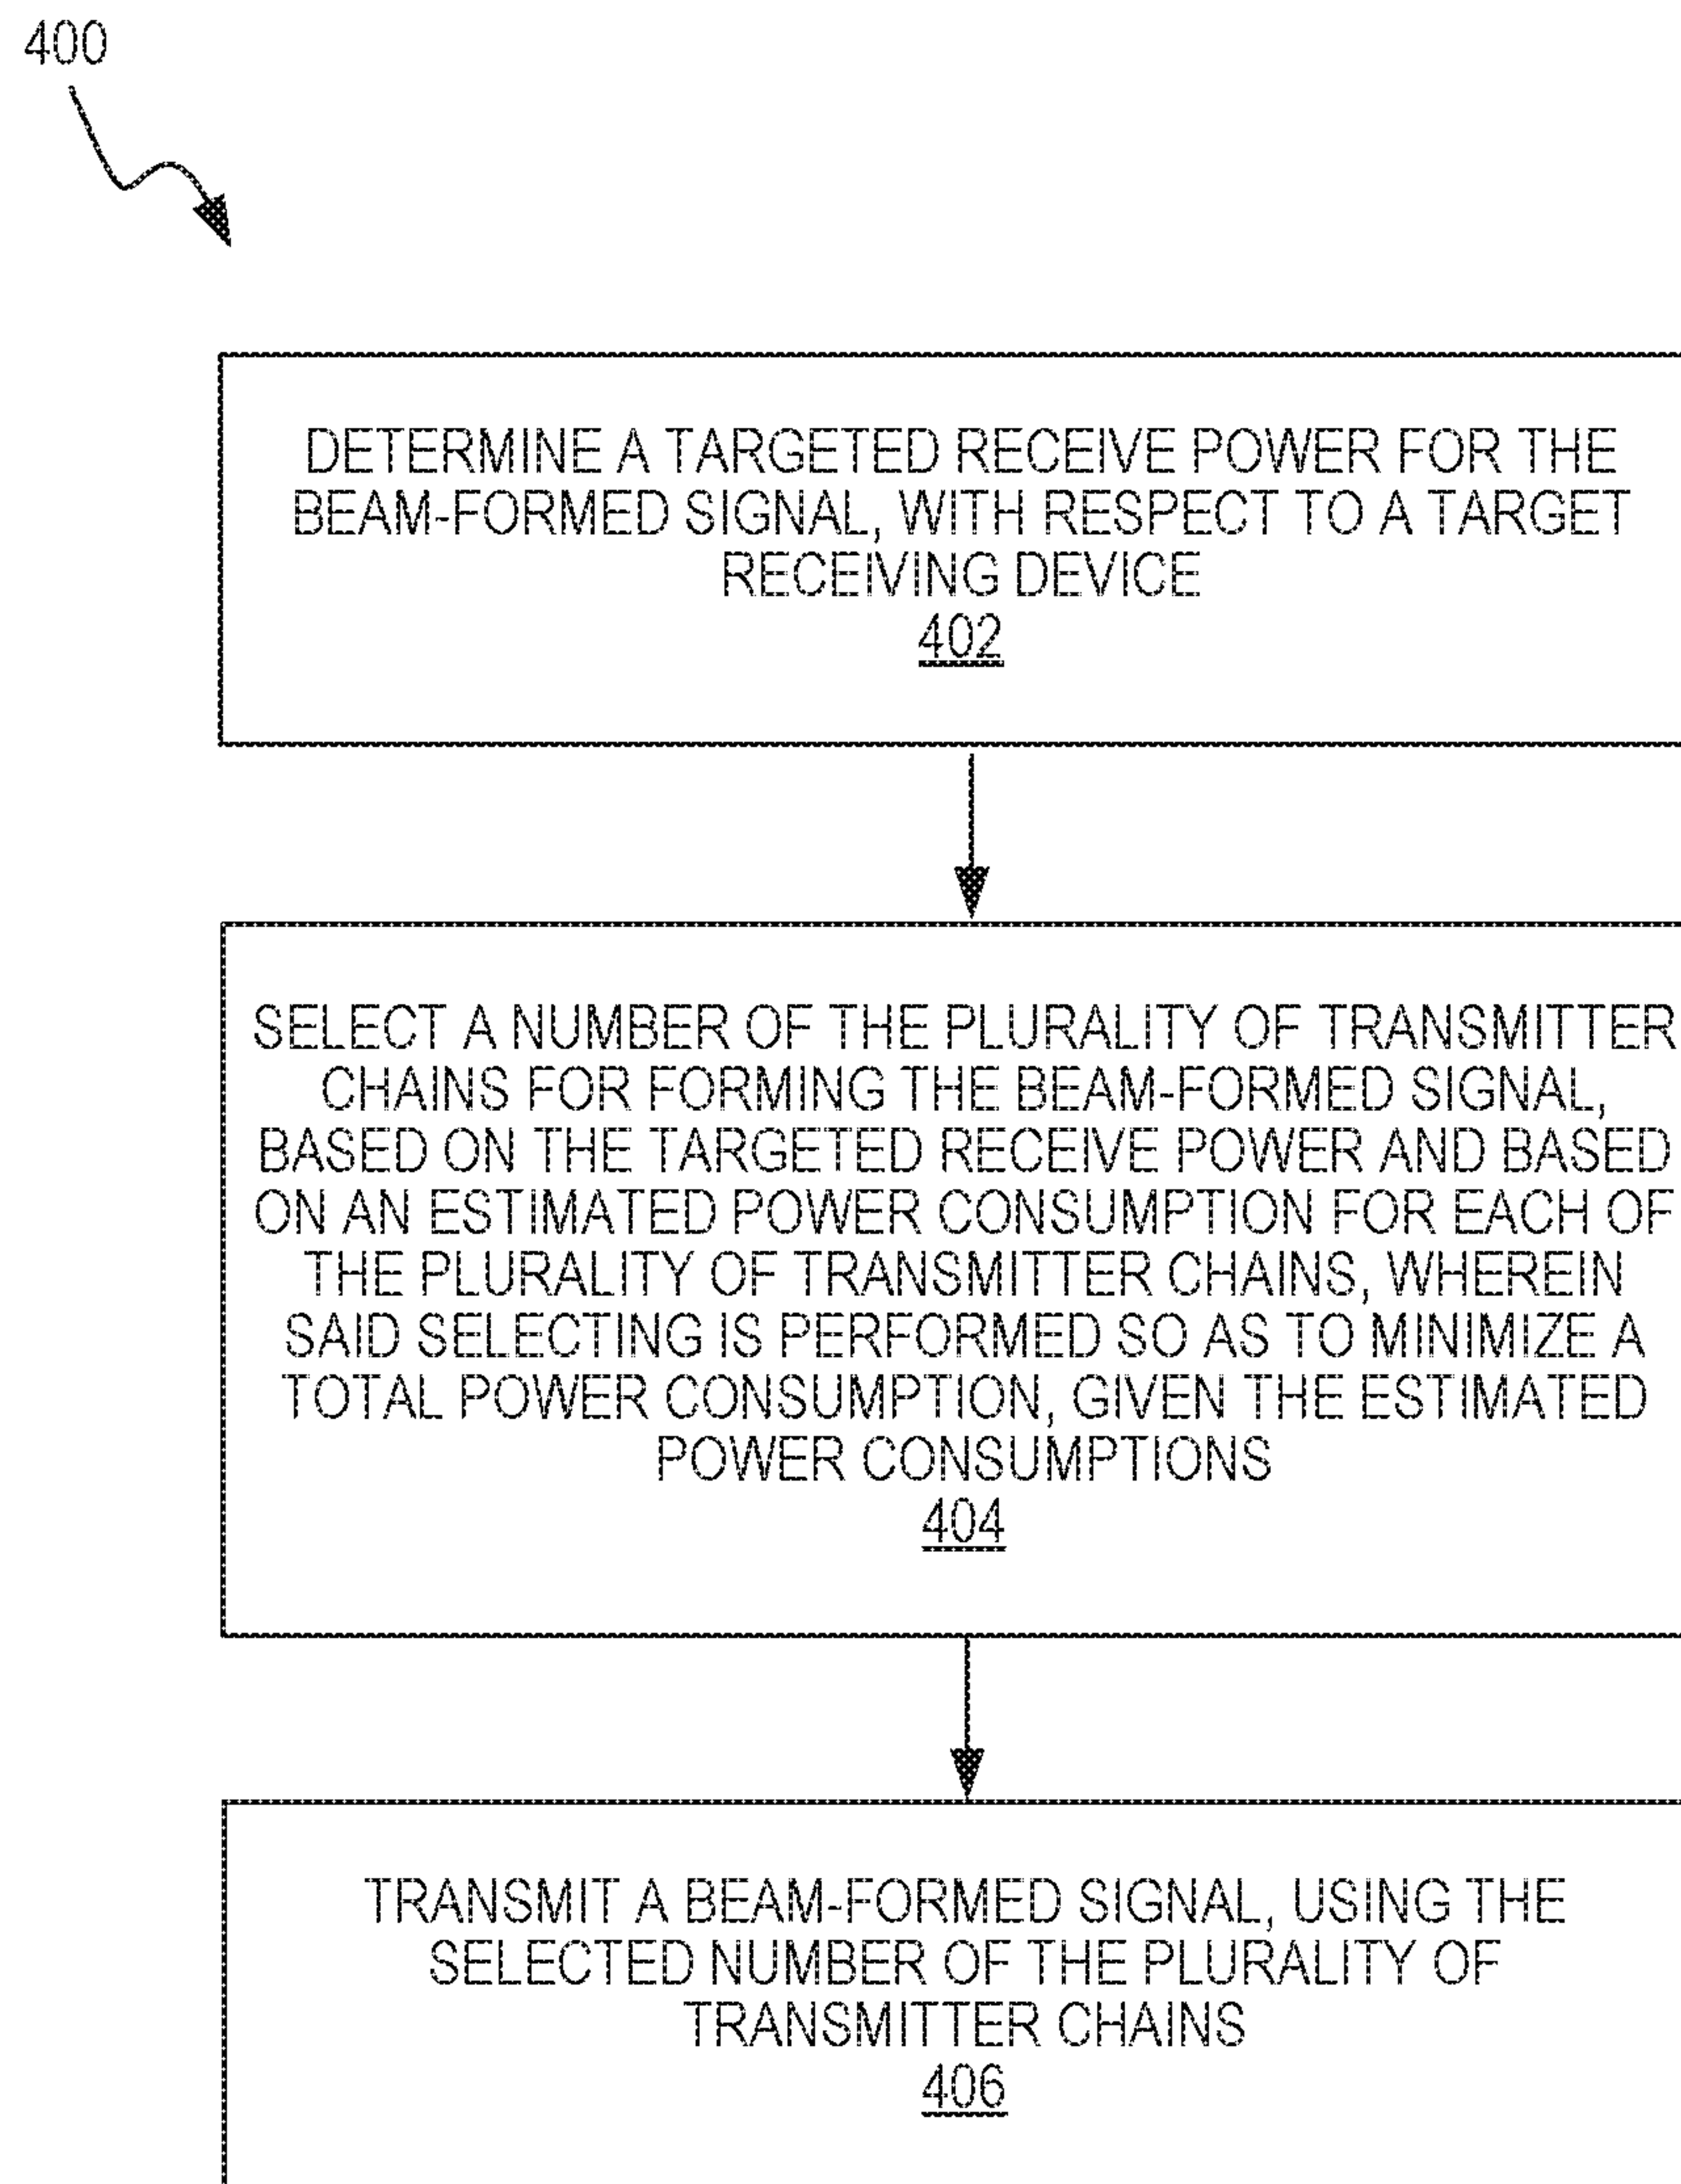 400
DETERMINE A TARGETED RECEIVE POWER FOR THE
BEAM-FORMED SIGNAL, WITH RESPECT TO A TARGET
RECEIVING DEVICE
402
SELECT A NUMBER OF THE PLURALITY OF TRANSMITTER
CHAINS FOR FORMING THE BEAM-FORMED SIGNAL,
BASED ON THE TARGETED RECEIVE POWER AND BASED
ON AN ESTIMATED POWER CONSUMPTION FOR EACH OF
THE PLURALITY OF TRANSMITTER CHAINS, WHEREIN
SAID SELECTING IS PERFORMED SO AS TO MINIMIZE A
TOTAL POWER CONSUMPTION, GIVEN THE ESTIMATED
POWER CONSUMPTIONS
404
TRANSMIT A BEAM-FORMED SIGNAL, USING THE
SELECTED NUMBER OF THE PLURALITY OF
TRANSMITTER CHAINS
406